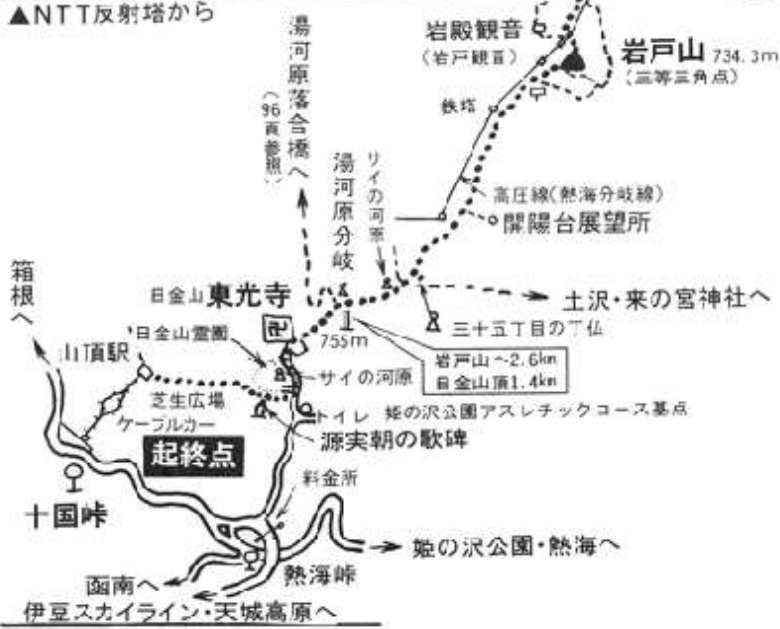 ▲NTT反射塔から
湯河原落合橋へ
(96頁参照)
岩殿観音
(岩戸観音)
岩戸山 734.3m
(三等三角点)
鉄塔
湯河原分岐
リイの河原
高圧線(熱海分岐線)
開陽台展望所
箱根へ
日金山東光寺
土沢・来の宮神社へ
日金山霊園
755m
三十五丁目の丁仏
山頂駅
岩戸山へ2.6km
日金山頂1.4km
サイの河原
芝生広場
トイレ
姫の沢公園アスレチックコース基点
ケーブルカー
源実朝の歌碑
起終点
料金所
十国峠
姫の沢公園・熱海へ
熱海峠
函南へ
伊豆スカイライン・天城高原へ